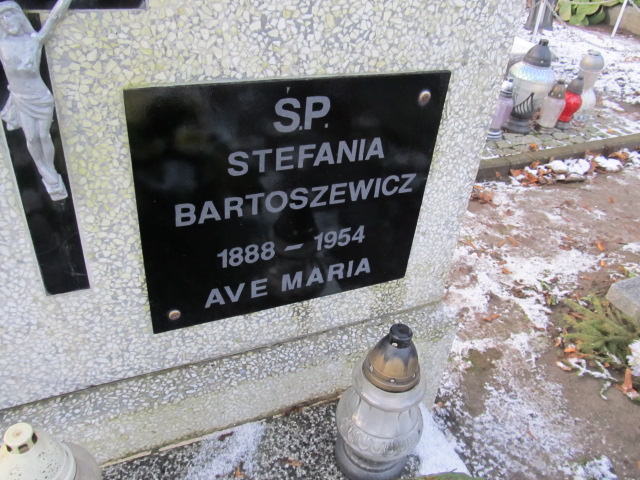 Ś.P.
STEFANIA
BARTOSZEWICZ
1888 – 1954
AVE MARIA